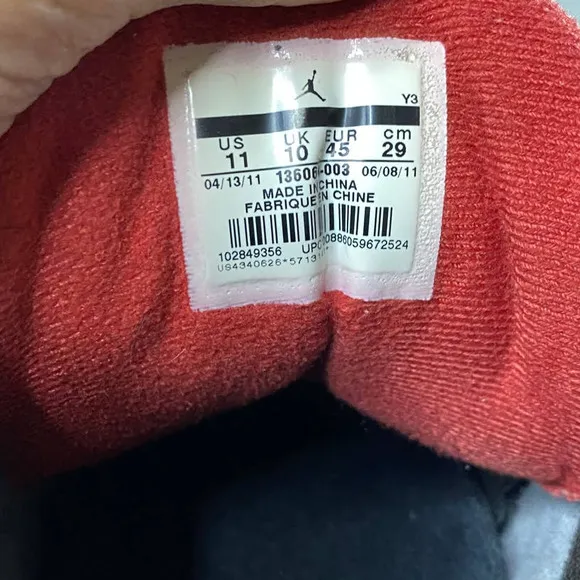 Y3
US UK EUR cm
11 10 45 29
04/13/11 06/08/11
MADE IN CHINA
FABRIQUE EN CHINE
102849356 UPC